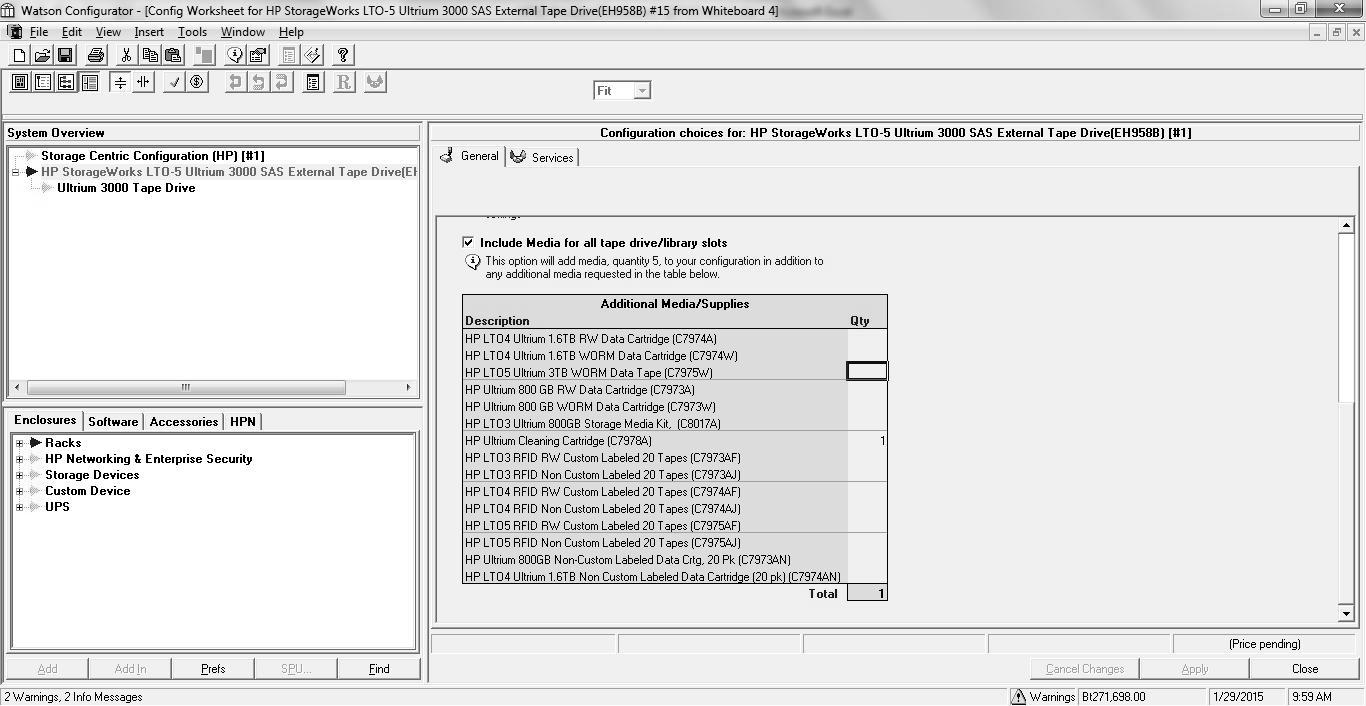 Watson Configurator - [Config Worksheet for HP StorageWorks LTO-5 Ultrium 3000 SAS External Tape Drive(EH958B) #15 from Whiteboard 4]
File Edit View Insert Tools Window Help
R
Fit
System Overview
Storage Centric Configuration (HP) [#1]
HP StorageWorks LTO-5 Ultrium 3000 SAS External Tape Drive(EH
Ultrium 3000 Tape Drive
Enclosures Software Accessories HPN
Racks
HP Networking & Enterprise Security
Storage Devices
Custom Device
UPS
Add Add In Prefs SPU... Find
Configuration choices for: HP StorageWorks LTO-5 Ultrium 3000 SAS External Tape Drive(EH958B) [#1]
General Services
Include Media for all tape drive/library slots
This option will add media, quantity 5, to your configuration in addition to
any additional media requested in the table below.
Additional Media/Supplies
Description Qty
HP LTO4 Ultrium 1.6TB RW Data Cartridge (C7974A)
HP LTO4 Ultrium 1.6TB WORM Data Cartridge (C7974W)
HP LTO5 Ultrium 3TB WORM Data Tape (C7975W)
HP Ultrium 800 GB RW Data Cartridge (C7973A)
HP Ultrium 800 GB WORM Data Cartridge (C7973W)
HP LTO3 Ultrium 800GB Storage Media Kit, (C8017A)
HP Ultrium Cleaning Cartridge (C7978A) 1
HP LTO3 RFID RW Custom Labeled 20 Tapes (C7973AF)
HP LTO3 RFID Non Custom Labeled 20 Tapes (C7973AJ)
HP LTO4 RFID RW Custom Labeled 20 Tapes (C7974AF)
HP LTO4 RFID Non Custom Labeled 20 Tapes (C7974AJ)
HP LTO5 RFID RW Custom Labeled 20 Tapes (C7975AF)
HP LTO5 RFID Non Custom Labeled 20 Tapes (C7975AJ)
HP Ultrium 800GB Non-Custom Labeled Data Crtg, 20 Pk (C7973AN)
HP LTO4 Ultrium 1.6TB Non Custom Labeled Data Cartridge (20 pk) (C7974AN)
Total 1
(Price pending)
Cancel Changes Apply Close
2 Warnings, 2 Info Messages Warnings Bt271,698.00 1/29/2015 9:59 AM